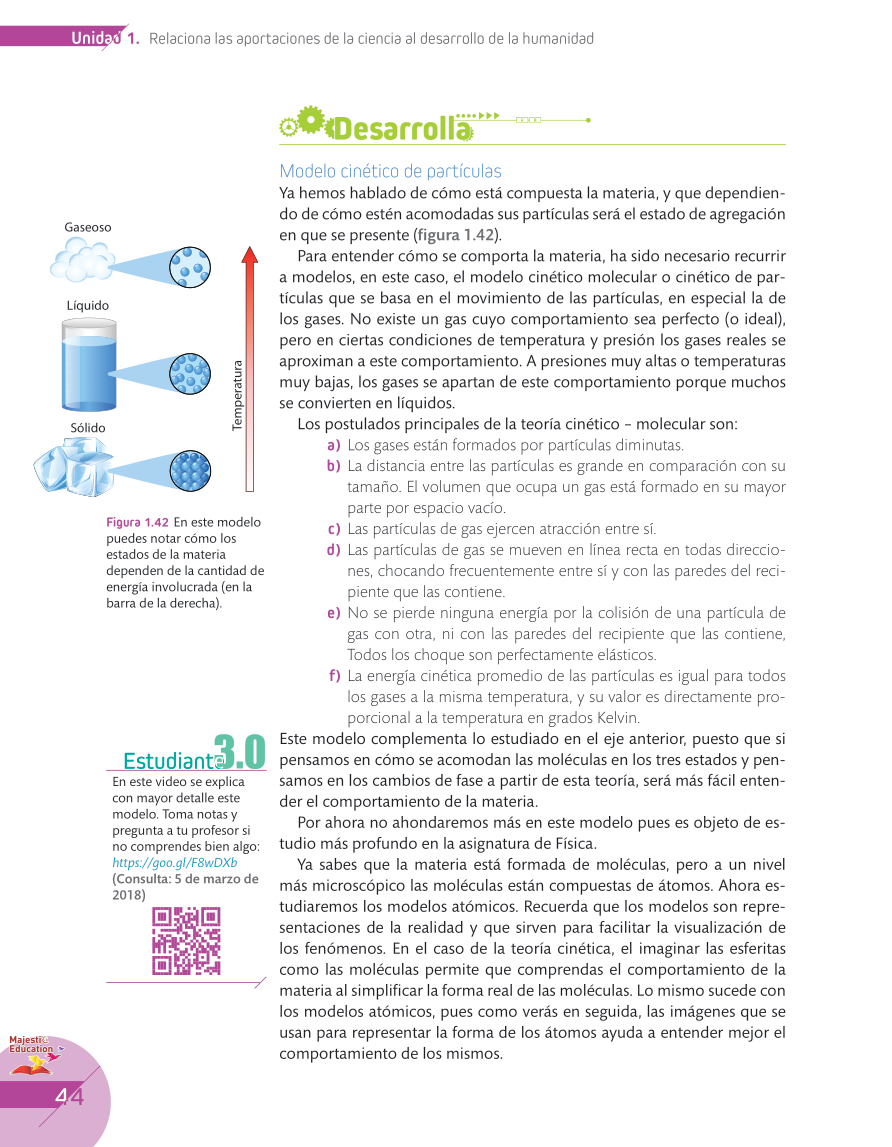 Unidad 1. Relaciona las aportaciones de la ciencia al desarrollo de la humanidad
Desarrolla
Modelo cinético de partículas
Ya hemos hablado de cómo está compuesta la materia, y que dependien-
do de cómo estén acomodadas sus partículas será el estado de agregación
en que se presente (figura 1.42).
Para entender cómo se comporta la materia, ha sido necesario recurrir
a modelos, en este caso, el modelo cinético molecular o cinético de par-
tículas que se basa en el movimiento de las partículas, en especial la de
los gases. No existe un gas cuyo comportamiento sea perfecto (o ideal),
pero en ciertas condiciones de temperatura y presión los gases reales se
aproximan a este comportamiento. A presiones muy altas o temperaturas
muy bajas, los gases se apartan de este comportamiento porque muchos
se convierten en líquidos.
Los postulados principales de la teoría cinético – molecular son:
a) Los gases están formados por partículas diminutas.
b) La distancia entre las partículas es grande en comparación con su
tamaño. El volumen que ocupa un gas está formado en su mayor
parte por espacio vacío.
c) Las partículas de gas ejercen atracción entre sí.
d) Las partículas de gas se mueven en línea recta en todas direccio-
nes, chocando frecuentemente entre sí y con las paredes del reci-
piente que las contiene.
e) No se pierde ninguna energía por la colisión de una partícula de
gas con otra, ni con las paredes del recipiente que las contiene,
Todos los choque son perfectamente elásticos.
f) La energía cinética promedio de las partículas es igual para todos
los gases a la misma temperatura, y su valor es directamente pro-
porcional a la temperatura en grados Kelvin.
Este modelo complementa lo estudiado en el eje anterior, puesto que si
pensamos en cómo se acomodan las moléculas en los tres estados y pen-
samos en los cambios de fase a partir de esta teoría, será más fácil enten-
der el comportamiento de la materia.
Por ahora no ahondaremos más en este modelo pues es objeto de es-
tudio más profundo en la asignatura de Física.
Ya sabes que la materia está formada de moléculas, pero a un nivel
más microscópico las moléculas están compuestas de átomos. Ahora es-
tudiaremos los modelos atómicos. Recuerda que los modelos son repre-
sentaciones de la realidad y que sirven para facilitar la visualización de
los fenómenos. En el caso de la teoría cinética, el imaginar las esferitas
como las moléculas permite que comprendas el comportamiento de la
materia al simplificar la forma real de las moléculas. Lo mismo sucede con
los modelos atómicos, pues como verás en seguida, las imágenes que se
usan para representar la forma de los átomos ayuda a entender mejor el
comportamiento de los mismos.
Gaseoso
Líquido
Sólido
Temperatura
Figura 1.42 En este modelo
puedes notar cómo los
estados de la materia
dependen de la cantidad de
energía involucrada (en la
barra de la derecha).
Estudiante 3.0
En este video se explica
con mayor detalle este
modelo. Toma notas y
pregunta a tu profesor si
no comprendes bien algo:
https://goo.gl/F8wDXb
(Consulta: 5 de marzo de
2018)
Majestic
Education
44